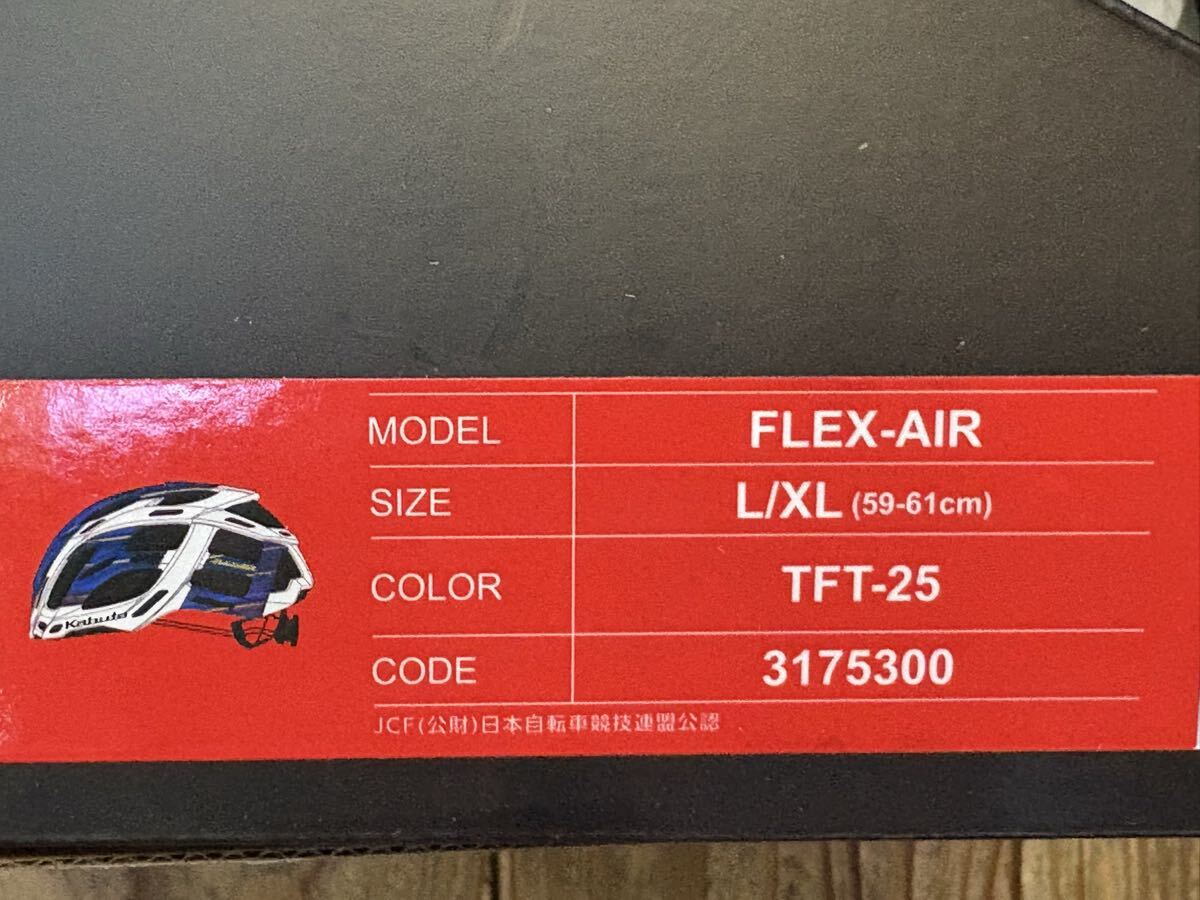 MODEL FLEX-AIR
SIZE L/XL (59-61cm)
COLOR TFT-25
CODE 3175300
JCF(公財)日本自転車競技連盟公認
Kabuto